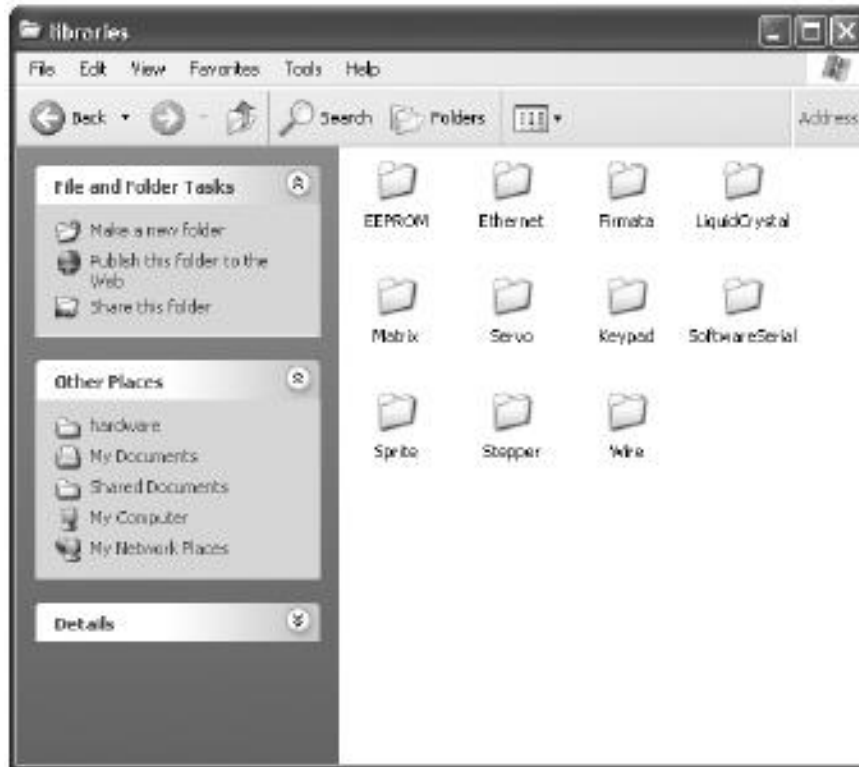 libraries
File Edit View Favorites Tools Help
Back Search Folders Address
File and Folder Tasks
Make a new folder
Publish this folder to the
Web
Share this folder
Other Places
hardware
My Documents
Shared Documents
My Computer
My Network Places
Details
EEPROM Ethernet Firmata LiquidCrystal
Matrix Servo Keypad SoftwareSerial
Sprite Stepper Wire